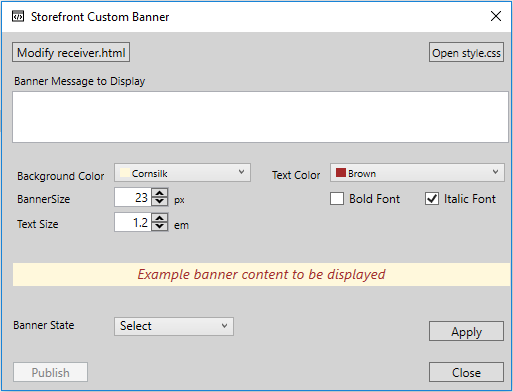 Storefront Custom Banner
Modify receiver.html
Open style.css
Banner Message to Display
Background Color
Cornsilk
Text Color
Brown
BannerSize
23
px
Bold Font
Italic Font
Text Size
1.2
em
Example banner content to be displayed
Banner State
Select
Apply
Publish
Close